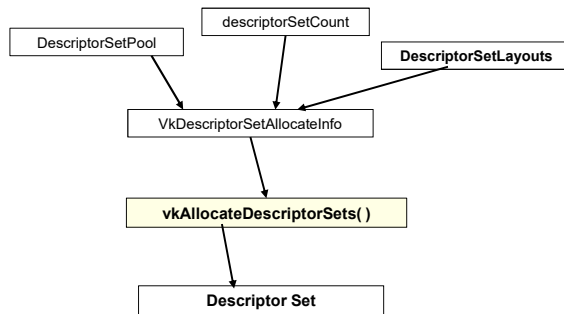 descriptorSetCount
DescriptorSetPool
DescriptorSetLayouts
VkDescriptorSetAllocateInfo
vkAllocateDescriptorSets( )
Descriptor Set